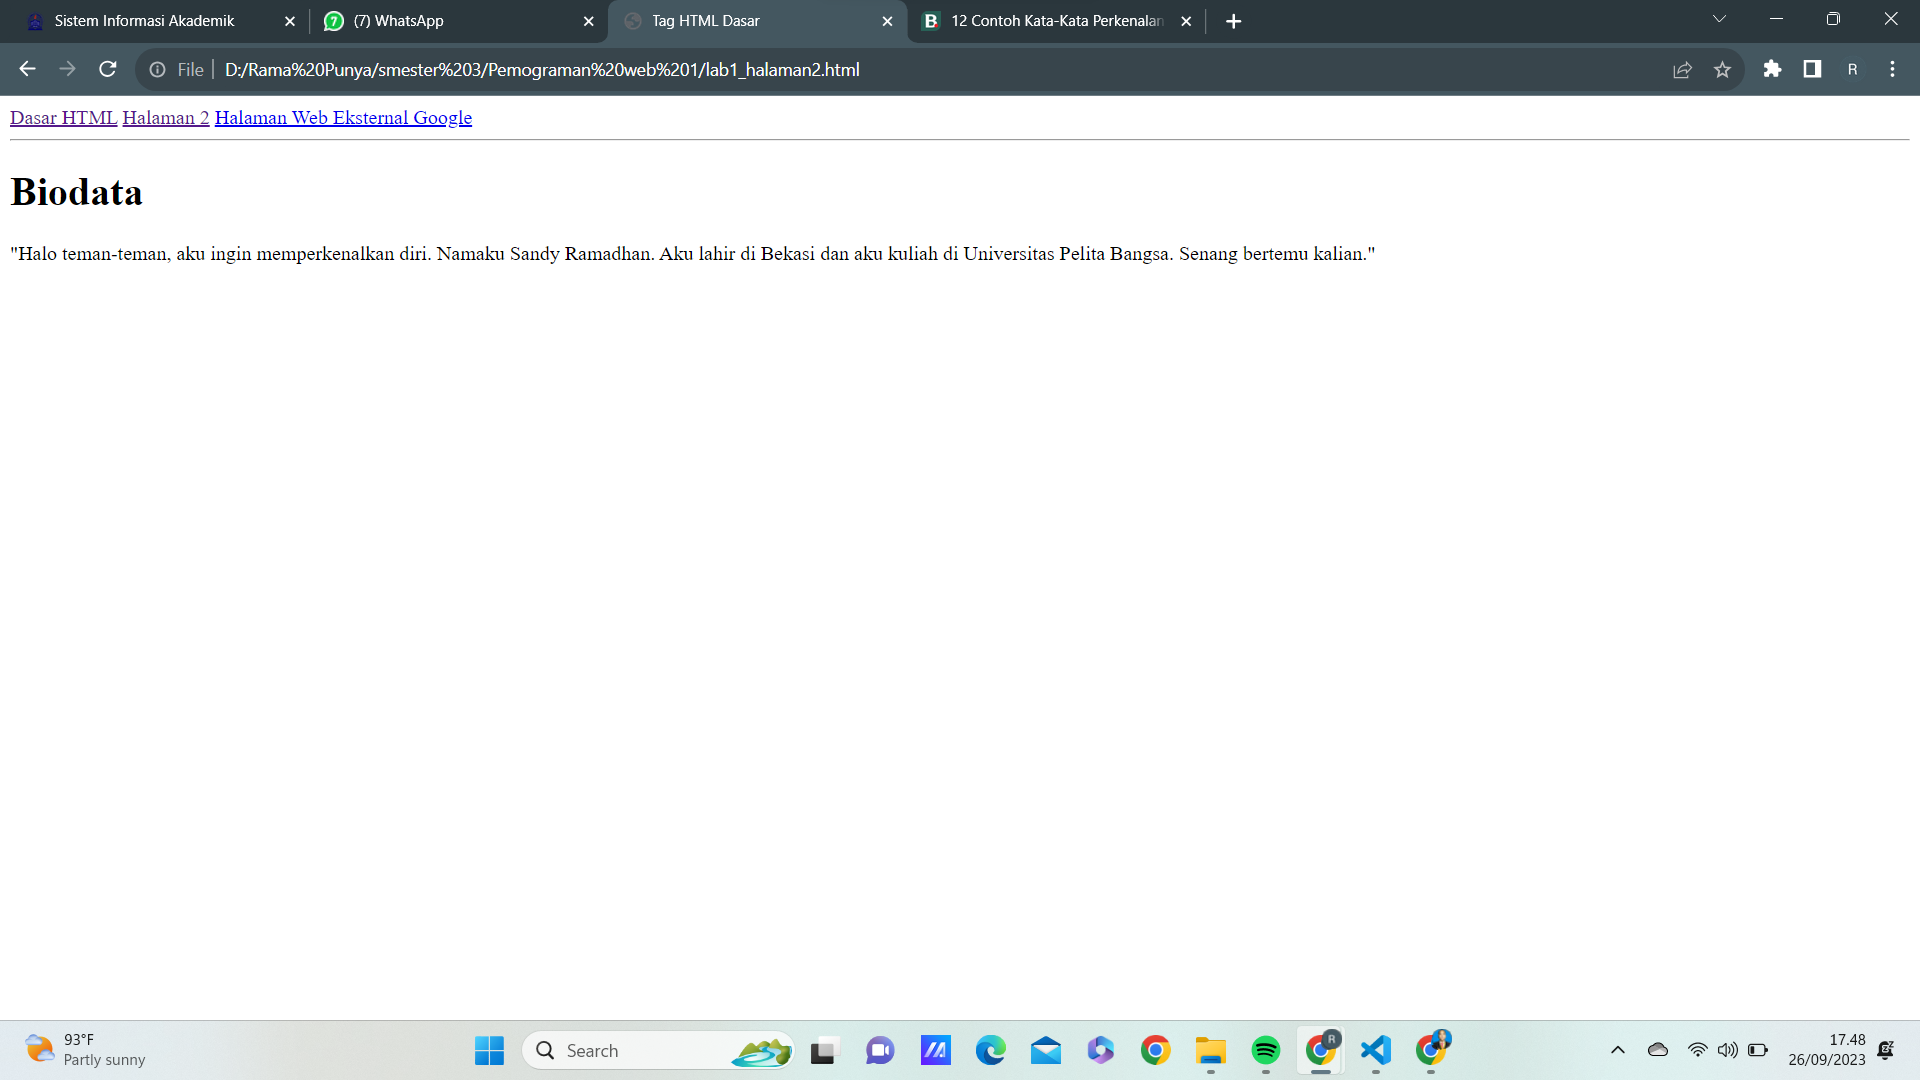 Sistem Informasi Akademik
(7) WhatsApp
Tag HTML Dasar
12 Contoh Kata-Kata Perkenalan
File
D:/Rama%20Punya/smester%203/Pemograman%20web%201/lab1_halaman2.html
R
Dasar HTML Halaman 2 Halaman Web Eksternal Google
Biodata
"Halo teman-teman, aku ingin memperkenalkan diri. Namaku Sandy Ramadhan. Aku lahir di Bekasi dan aku kuliah di Universitas Pelita Bangsa. Senang bertemu kalian."
93°F
Partly sunny
Search
R
17.48
26/09/2023